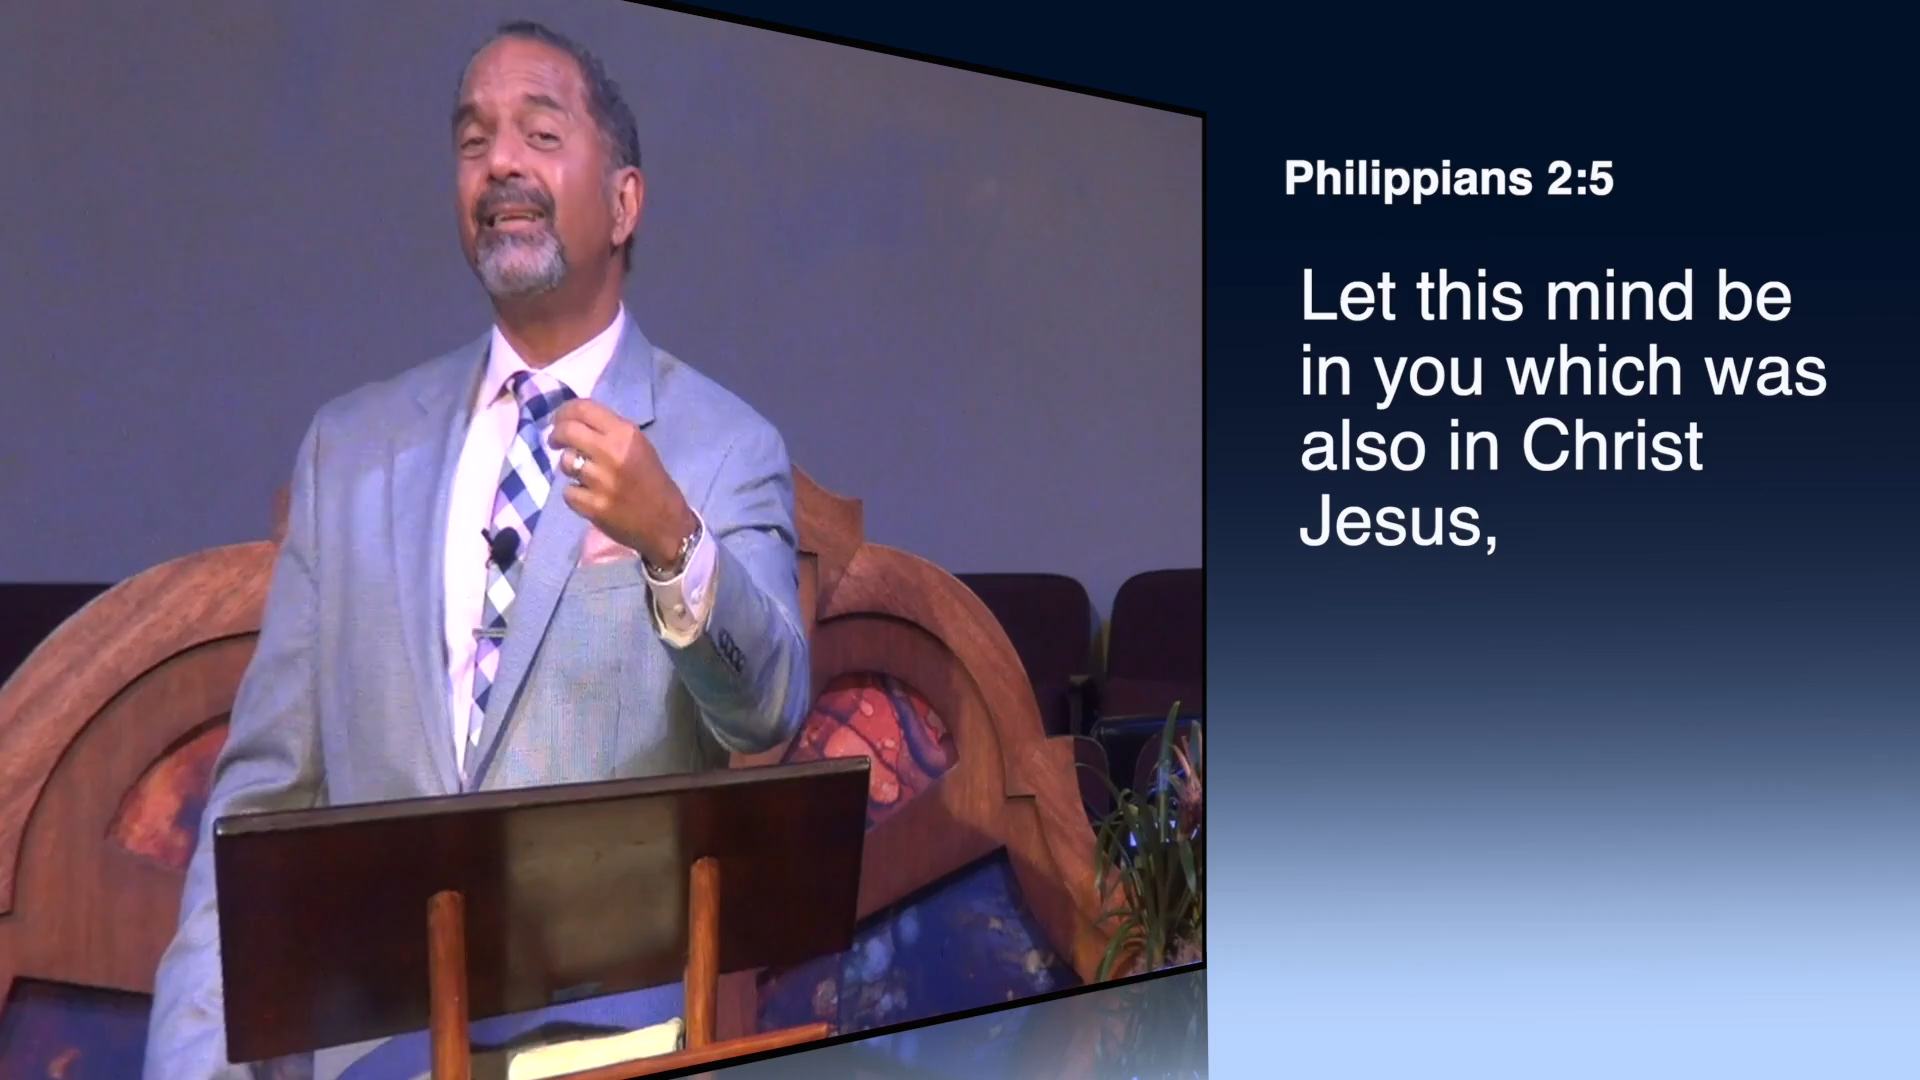 Philippians 2:5
Let this mind be
in you which was
also in Christ
Jesus,